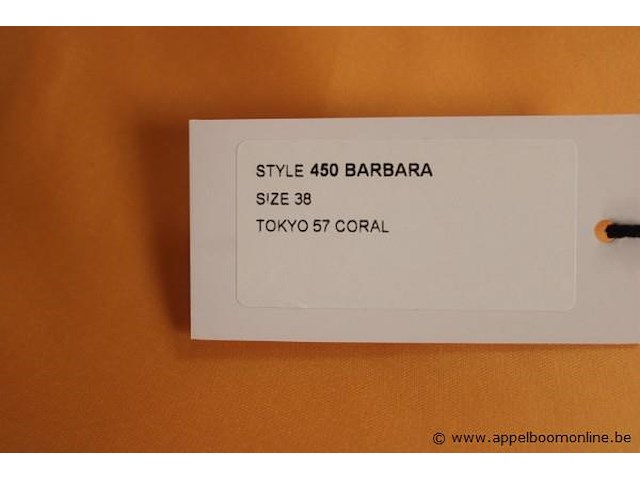 STYLE 450 BARBARA
SIZE 38
TOKYO 57 CORAL
© www.appelboomonline.be